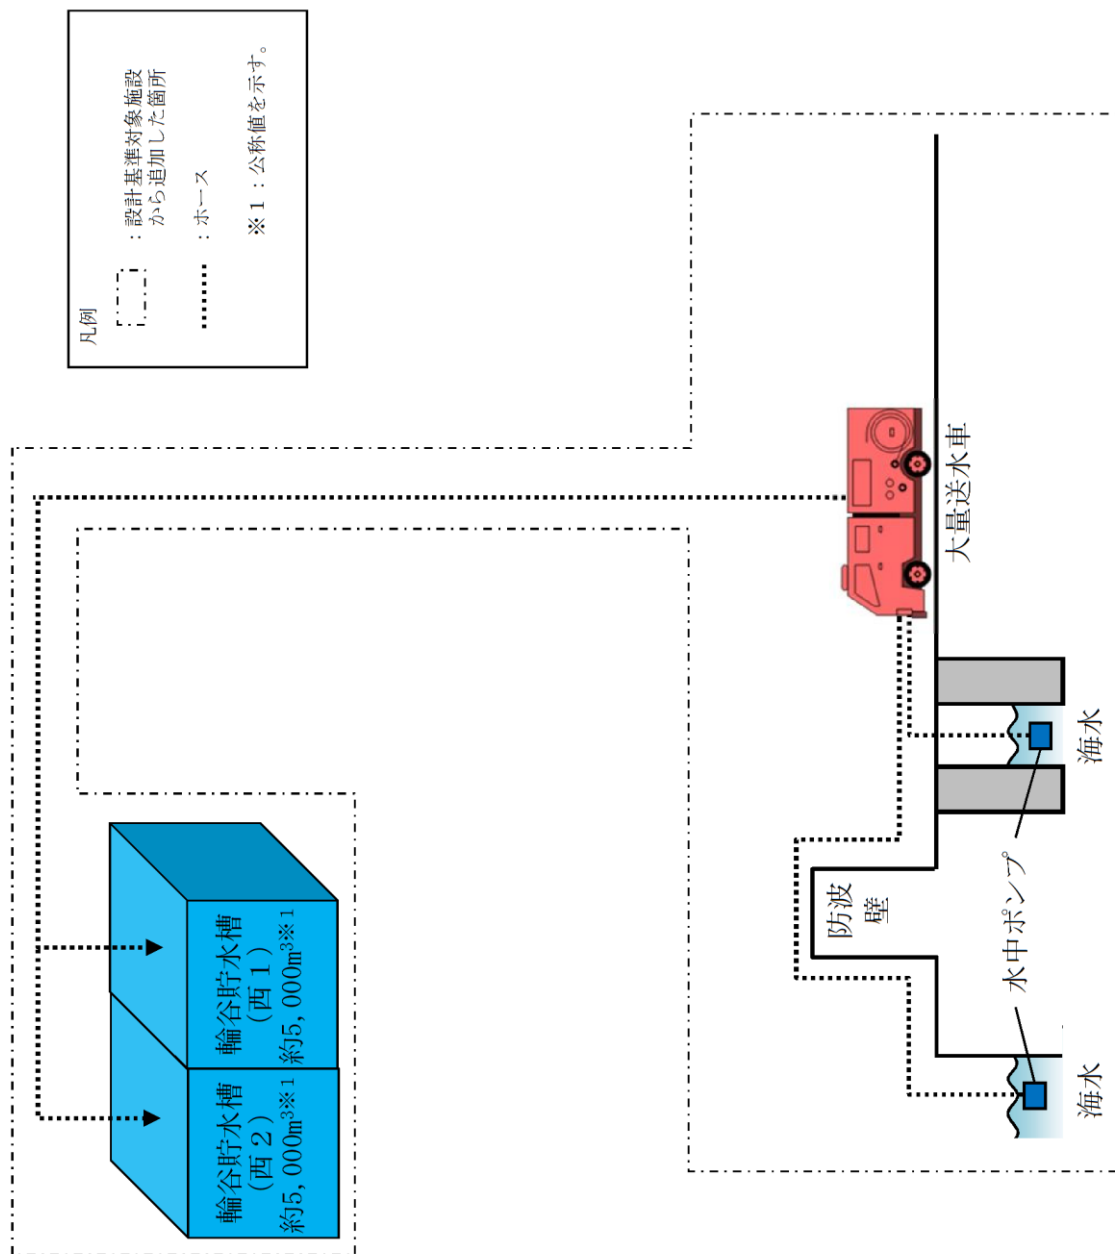 凡例
：設計基準対象施設
から追加した箇所
：ホース
※１：公称値を示す。
輪谷貯水槽
(西２)
約5,000m³※１
輪谷貯水槽
(西１)
約5,000m³※１
大量送水車
防波
壁
水中ポンプ
海水
海水